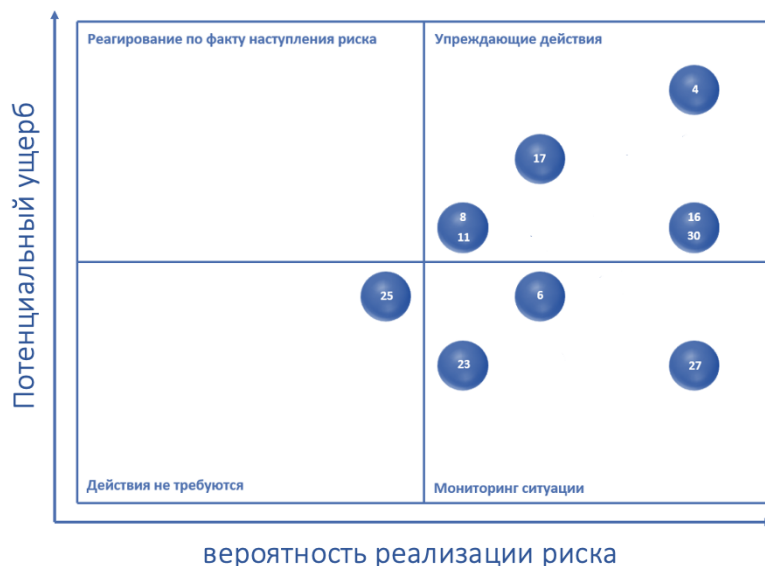 Реагирование по факту наступления риска
Упреждающие действия
4
17
8
11
16
30
25
6
23
27
Действия не требуются
Мониторинг ситуации
Потенциальный ущерб
вероятность реализации риска